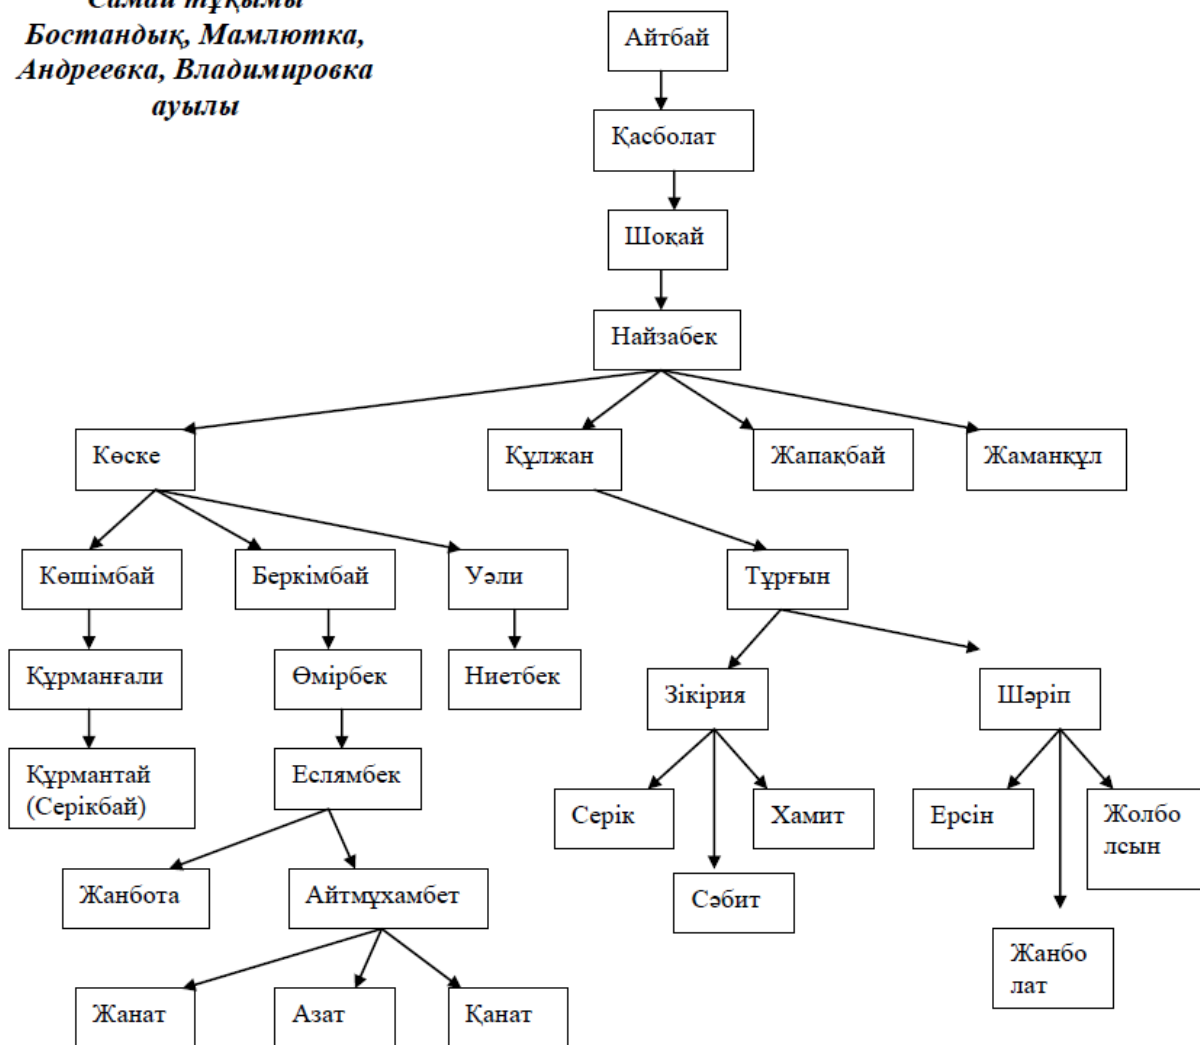 Самай тұқымы
Бостандық, Мамлютка,
Андреевка, Владимировка
ауылы
Айтбай
Қасболат
Шоқай
Найзабек
Көске
Құлжан
Жапақбай
Жаманқұл
Көшімбай
Беркімбай
Уәли
Тұрғын
Құрманғали
Өмірбек
Ниетбек
Зікірия
Шәріп
Құрмантай
(Серікбай)
Еслямбек
Серік
Хамит
Ерсін
Жолбо
лсын
Жанбота
Айтмұхамбет
Сәбит
Жанбо
лат
Жанат
Азат
Қанат